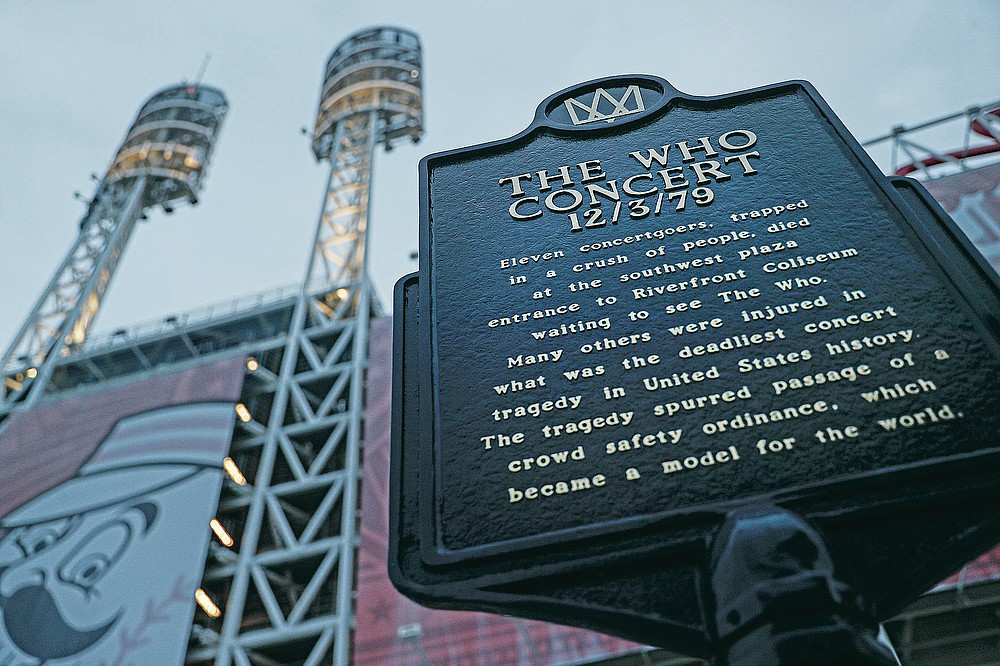 THE WHO
CONCERT
12/3/79
Eleven concertgoers, trapped
in a crush of people, died
at the southwest plaza
entrance to Riverfront Coliseum
waiting to see The Who.
Many others were injured in
what was the deadliest concert
tragedy in United States history.
The tragedy spurred passage of a
crowd safety ordinance, which
became a model for the world.